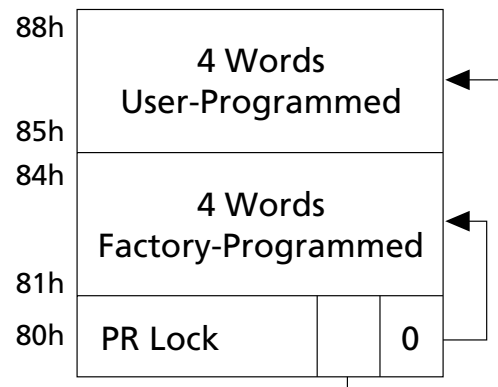 88h
4 Words
User-Programmed
85h
84h
4 Words
Factory-Programmed
81h
80h PR Lock 0